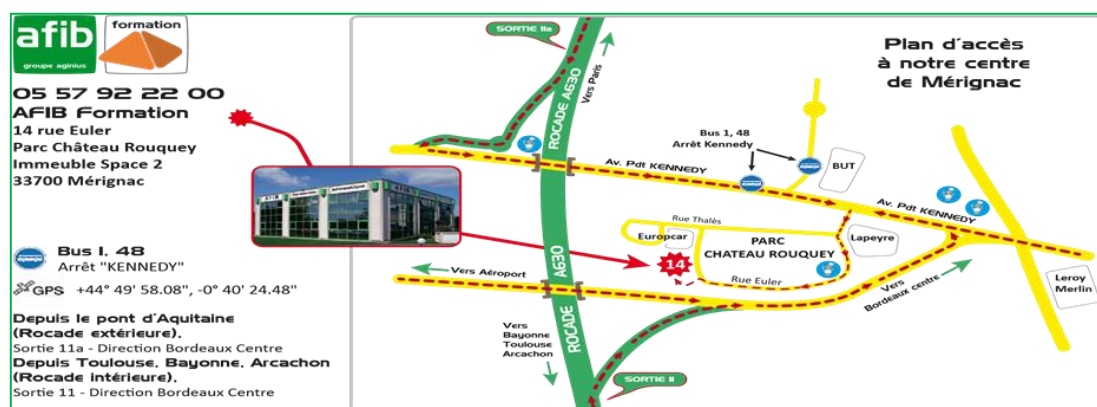 afib
groupe aginius
formation
05 57 92 22 00
AFIB Formation
14 rue Euler
Parc Château Rouquey
Immeuble Space 2
33700 Mérignac
AFIB
Bus 1, 48
Arrêt "KENNEDY"
GPS +44° 49' 58.08", -0° 40' 24.48"
Depuis le pont d'Aquitaine
(Rocade extérieure),
Sortie 11a - Direction Bordeaux Centre
Depuis Toulouse, Bayonne, Arcachon
(Rocade intérieure),
Sortie 11 - Direction Bordeaux Centre
Plan d'accès
à notre centre
de Mérignac
SORTIE 11a
ROCADE A630
Vers Paris
Bus 1, 48
Arrêt Kennedy
BUT
Av. Pdt KENNEDY
Av. Pdt KENNEDY
Rue Thalès
Europcar
PARC
CHATEAU ROUQUEY
Lapeyre
14
Rue Euler
Vers Aéroport
Vers
Bordeaux centre
Leroy
Merlin
ROCADE A630
Vers
Bayonne
Toulouse
Arcachon
SORTIE 11